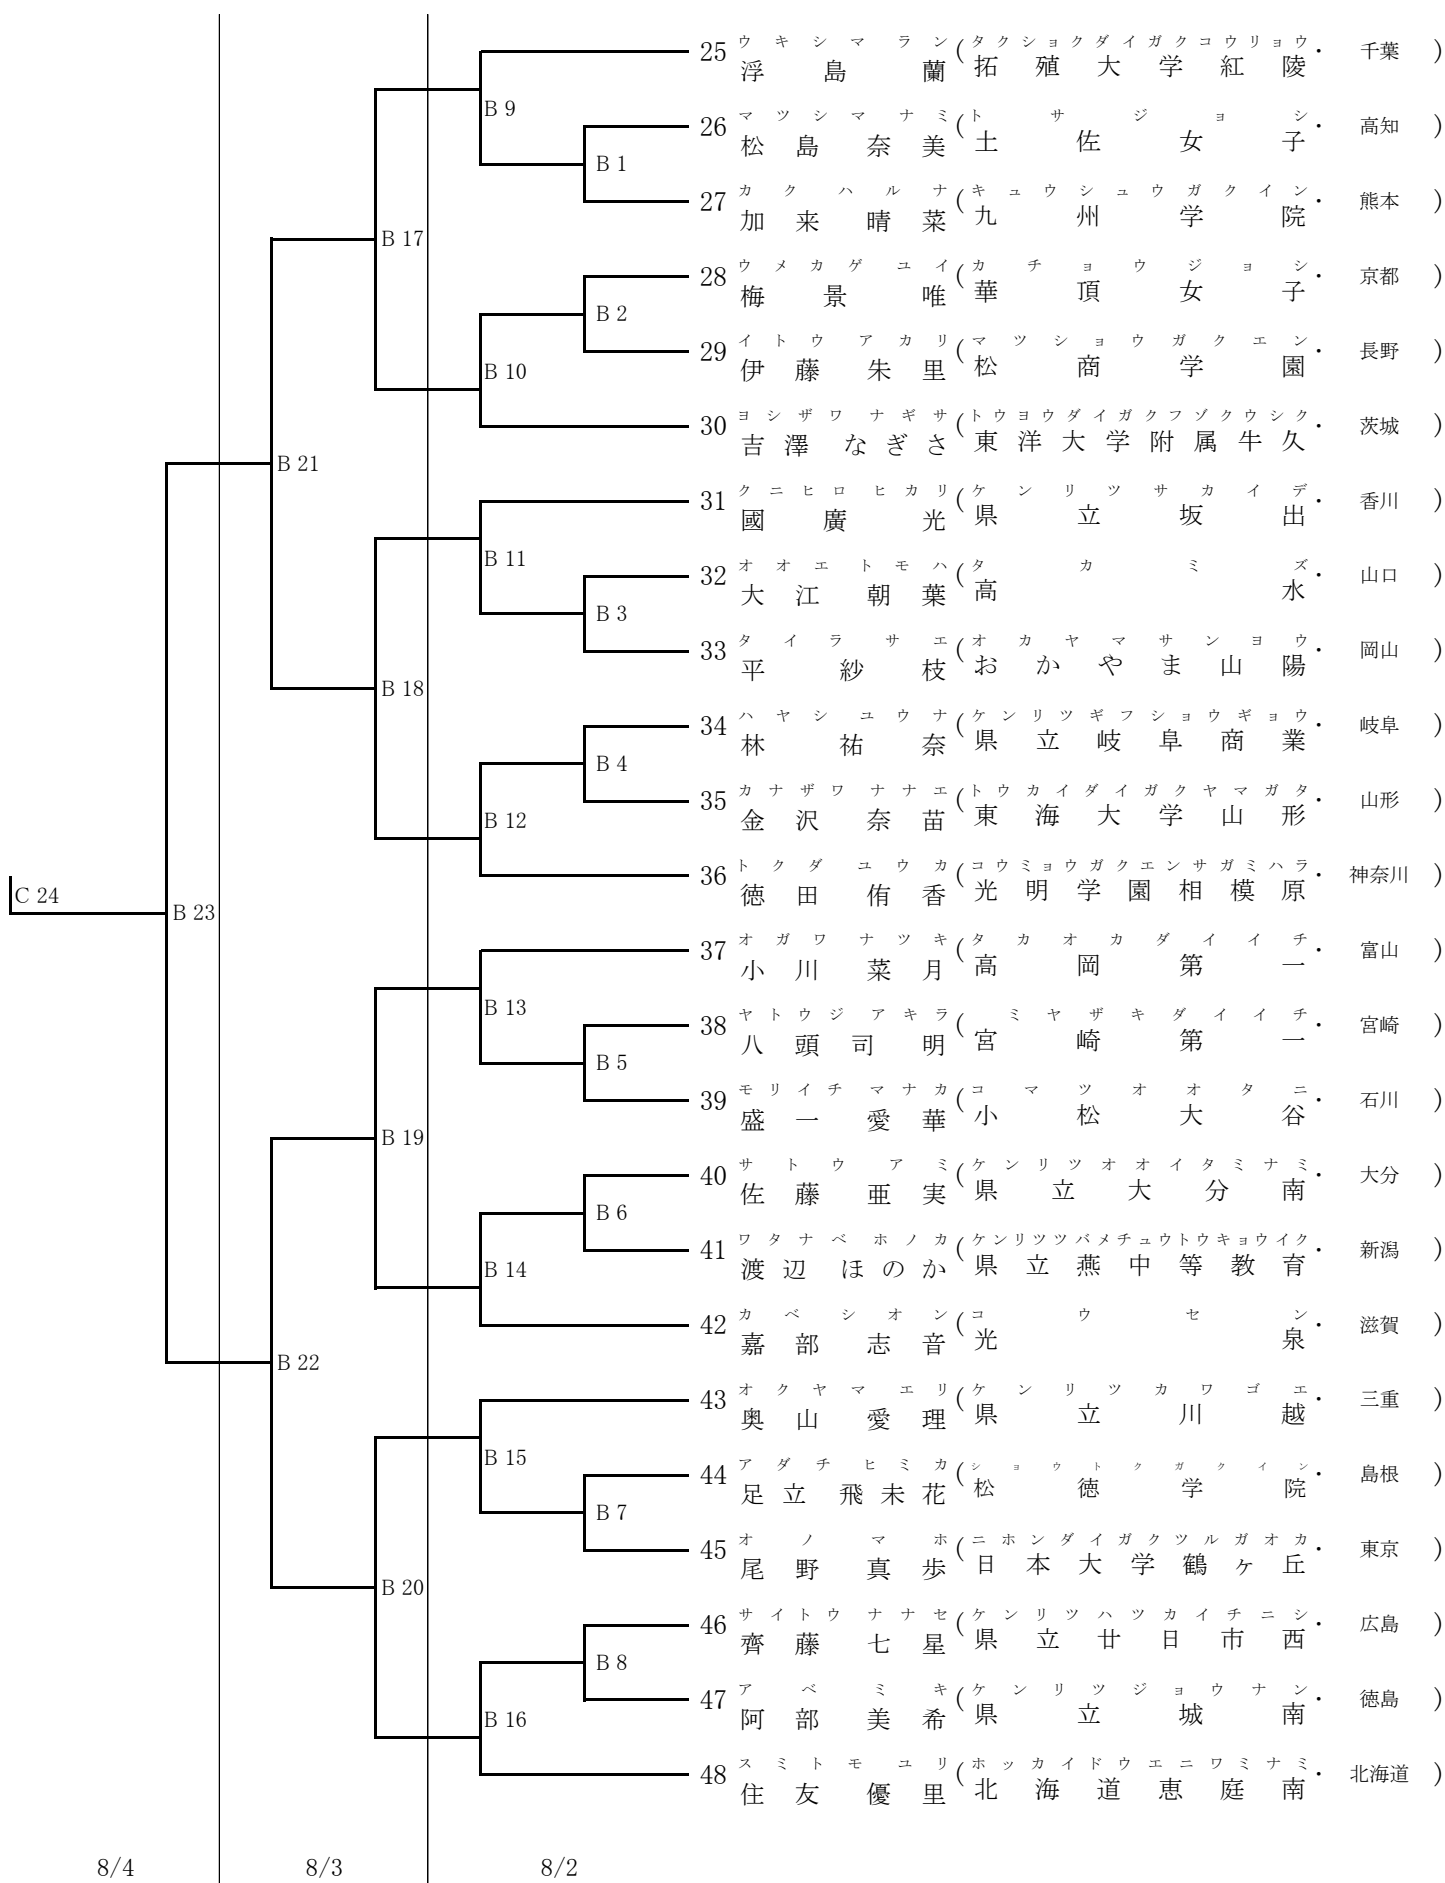 ウキシマラン タクショクダイガクコウリョウ
25 浮島蘭 (拓殖大学紅陵・千葉)
B 9
マツシマナミ トサジョシ
26 松島奈美 (土佐女子・高知)
B 1
カクハルナ キュウシュウガクイン
27 加来晴菜 (九州学院・熊本)
B 17
ウメカゲユイ カチョウジョシ
28 梅景唯 (華頂女子・京都)
B 2
イトウアカリ マツショウガクエン
29 伊藤朱里 (松商学園・長野)
B 10
ヨシザワナギサ トウヨウダイガクフゾクウシク
30 吉澤なぎさ (東洋大学附属牛久・茨城)
B 21
クニヒロヒカリ ケンリツサカイデ
31 國廣光 (県立坂出・香川)
B 11
オオエトモハ タカミズ
32 大江朝葉 (高水・山口)
B 3
タイラサエ オカヤマサンヨウ
33 平紗枝 (おかやま山陽・岡山)
B 18
ハヤシユウナ ケンリツギフショウギョウ
34 林祐奈 (県立岐阜商業・岐阜)
B 4
カナザワナナエ トウカイダイガクヤマガタ
35 金沢奈苗 (東海大学山形・山形)
B 12
トクダユウカ コウミョウガクエンサガミハラ
36 徳田侑香 (光明学園相模原・神奈川)
C 24
B 23
オガワナツキ タカオカダイイチ
37 小川菜月 (高岡第一・富山)
B 13
ヤトウジアキラ ミヤザキダイイチ
38 八頭司明 (宮崎第一・宮崎)
B 5
モリイチマナカ コマツオオタニ
39 盛一愛華 (小松大谷・石川)
B 19
サトウアミ ケンリツオオイタミナミ
40 佐藤亜実 (県立大分南・大分)
B 6
ワタナベホノカ ケンリツツバメチュウトウキョウイク
41 渡辺ほのか (県立燕中等教育・新潟)
B 14
カベシオン コウセン
42 嘉部志音 (光泉・滋賀)
B 22
オクヤマエリ ケンリツカワゴエ
43 奥山愛理 (県立川越・三重)
B 15
アダチヒミカ ショウトクガクイン
44 足立飛未花 (松徳学院・島根)
B 7
オノマホ ニホンダイガクツルガオカ
45 尾野真歩 (日本大学鶴ヶ丘・東京)
B 20
サイトウナナセ ケンリツハツカイチニシ
46 齊藤七星 (県立廿日市西・広島)
B 8
アベミキ ケンリツジョウナン
47 阿部美希 (県立城南・徳島)
B 16
スミトモユリ ホッカイドウエニワミナミ
48 住友優里 (北海道恵庭南・北海道)
8/4 8/3 8/2